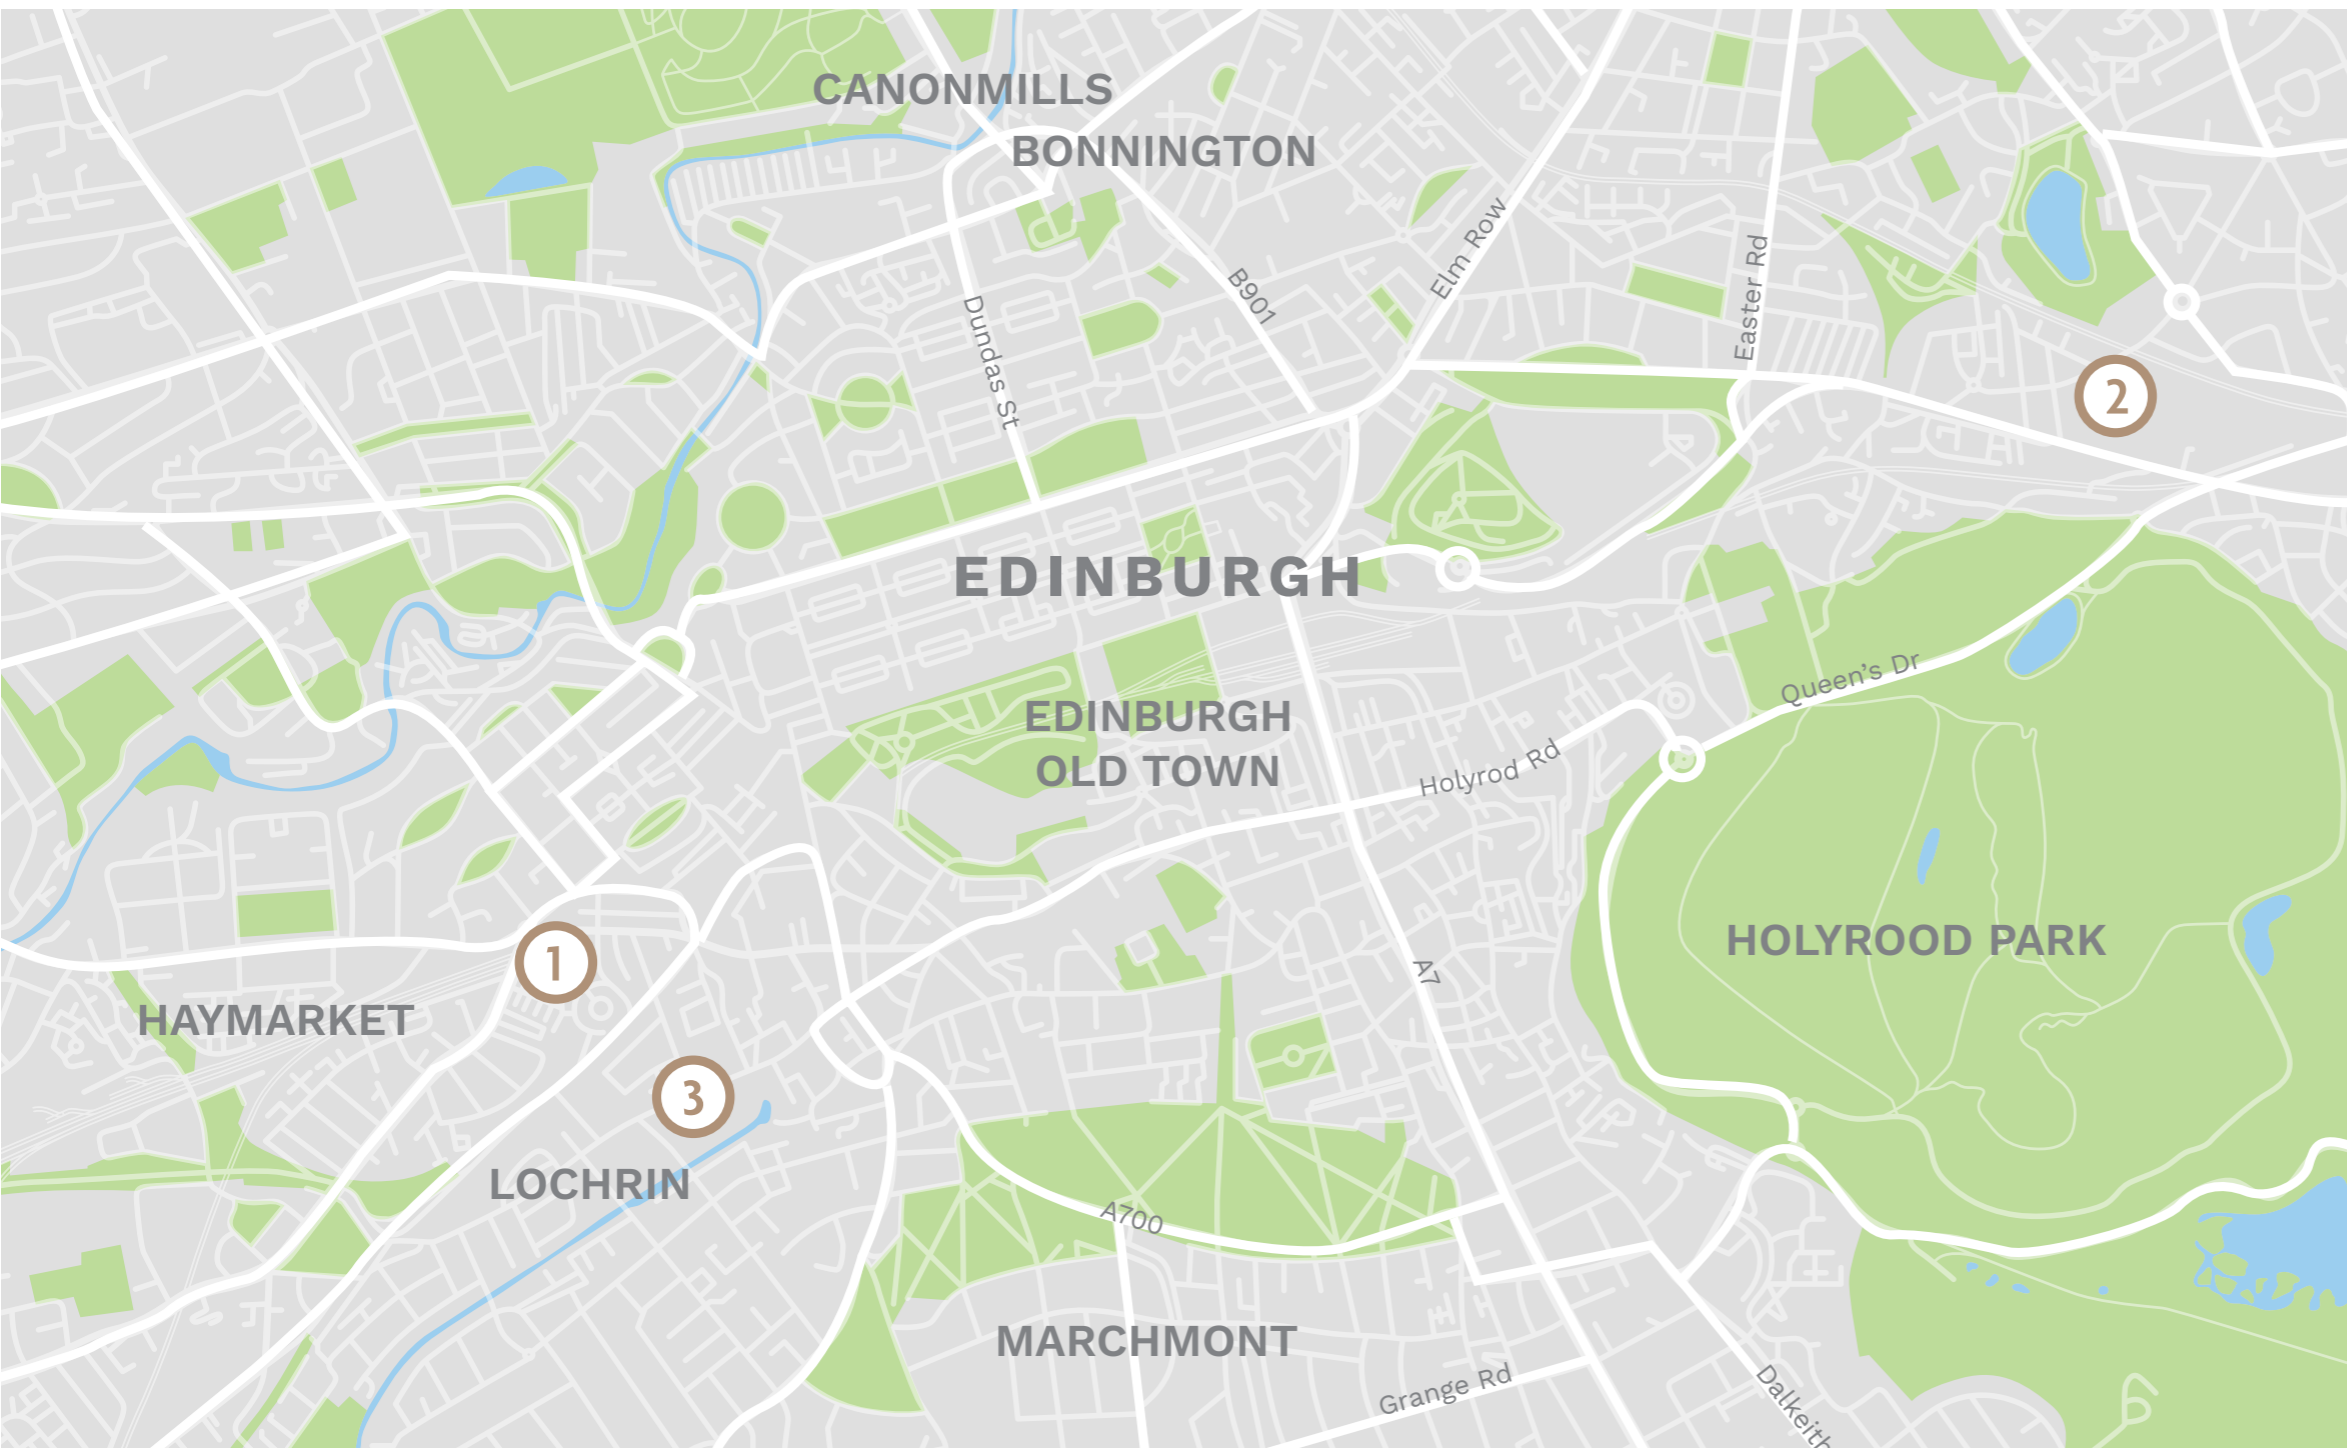 CANONMILLS
BONNINGTON
Elm Row
Easter Rd
B901
Dundas St
2
EDINBURGH
Queen's Dr
EDINBURGH
OLD TOWN
Holyrod Rd
HOLYROOD PARK
1
A7
HAYMARKET
3
LOCHRIN
A700
MARCHMONT
Grange Rd
Dalkeith